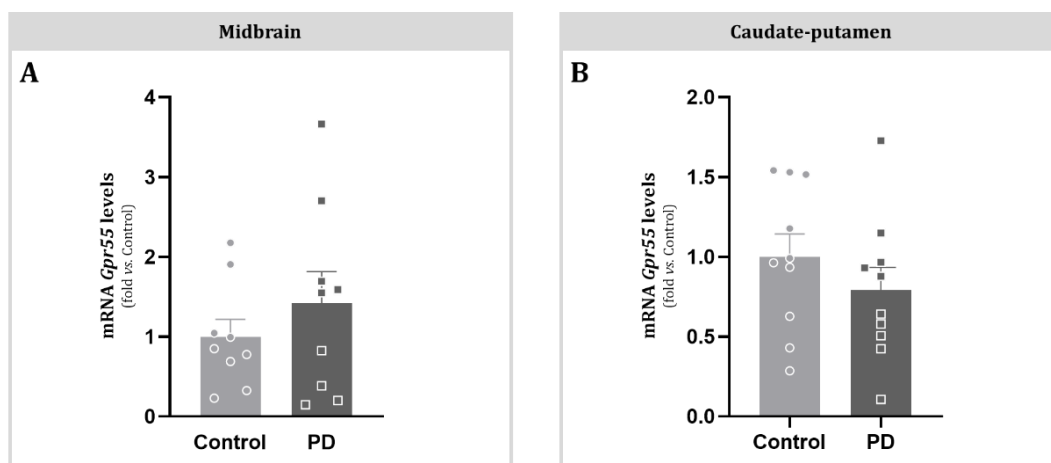 Midbrain
A
mRNA Gpr55 levels
(fold vs. Control)
4
3
2
1
0
Control PD
Caudate-putamen
B
mRNA Gpr55 levels
(fold vs. Control)
2.0
1.5
1.0
0.5
0.0
Control PD